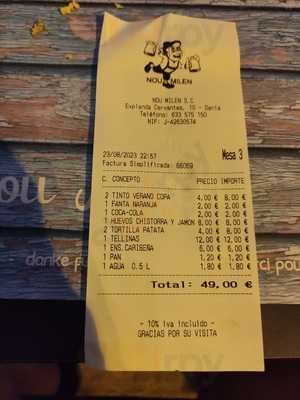 NOU MILEN
NOU MILEN S.C.
Explanda Cervantes, 10 - Denia
Teléfono: 633 575 150
NIF: J-42630574
23/08/2023 22:57 Mesa 3
Factura Simplificada: 66069
C. CONCEPTO PRECIO IMPORTE
2 TINTO VERANO COPA 4,00 € 8,00 €
1 FANTA NARANJA 2,00 € 2,00 €
1 COCA-COLA 2,00 € 2,00 €
1 HUEVOS CHISTORRA Y JAMON 8,00 € 8,00 €
2 TORTILLA PATATA 4,00 € 8,00 €
1 TELLINAS 12,00 € 12,00 €
1 ENS.CARIBEÑA 6,00 € 6,00 €
1 PAN 1,20 € 1,20 €
1 AGUA 0.5 L 1,80 € 1,80 €
Total: 49,00 €
- 10% iva incluido -
GRACIAS POR SU VISITA
danke